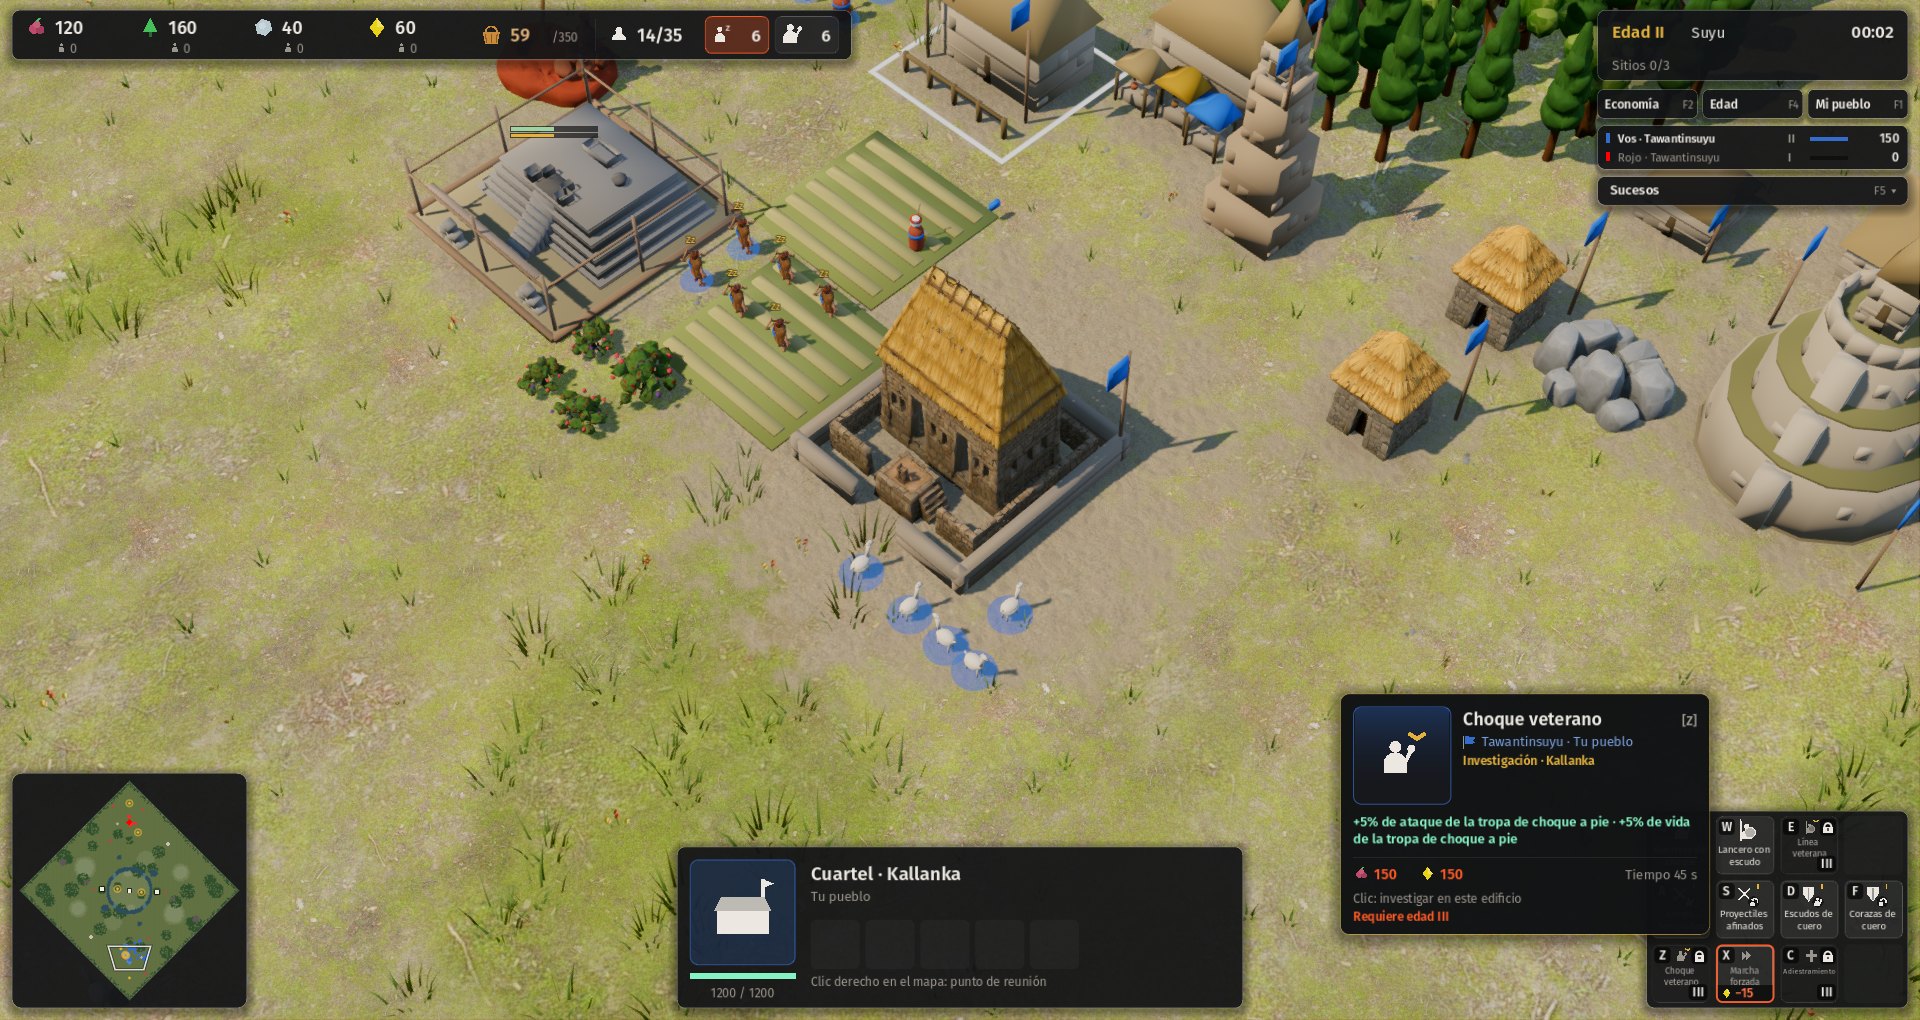 120
160
40
60
59 /350
14/35
6
6
0
0
0
0
Edad II Suyu 00:02
Sitios 0/3
Economía F2
Edad F4
Mi pueblo F1
Vos · Tawantinsuyu II 150
Rojo · Tawantinsuyu I 0
Sucesos F5
Choque veterano [z]
Tawantinsuyu · Tu pueblo
Investigación · Kallanka
+5% de ataque de la tropa de choque a pie · +5% de vida
de la tropa de choque a pie
150 150 Tiempo 45 s
Clic: investigar en este edificio
Requiere edad III
Cuartel · Kallanka
Tu pueblo
Clic derecho en el mapa: punto de reunión
1200 / 1200
W
Lancero con
escudo
E
Línea
veterana
III
S
Proyectiles
afinados
D
Escudos de
cuero
F
Corazas de
cuero
Z
Choque
veterano
III
X
Marcha
forzada
-15
C
Adiestramiento
III